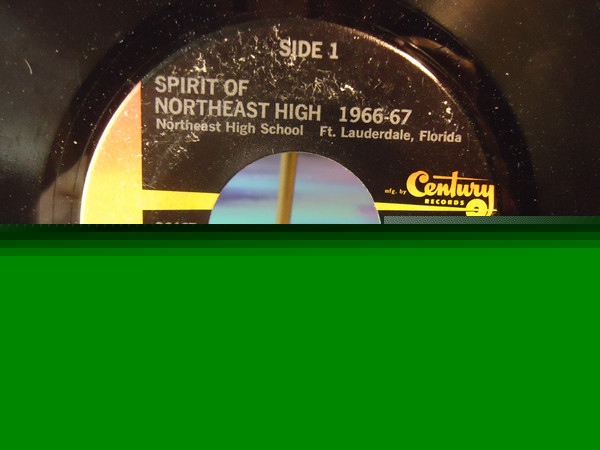 SIDE 1
SPIRIT OF
NORTHEAST HIGH 1966-67
Northeast High School Ft. Lauderdale, Florida
mfg. by Century
RECORDS